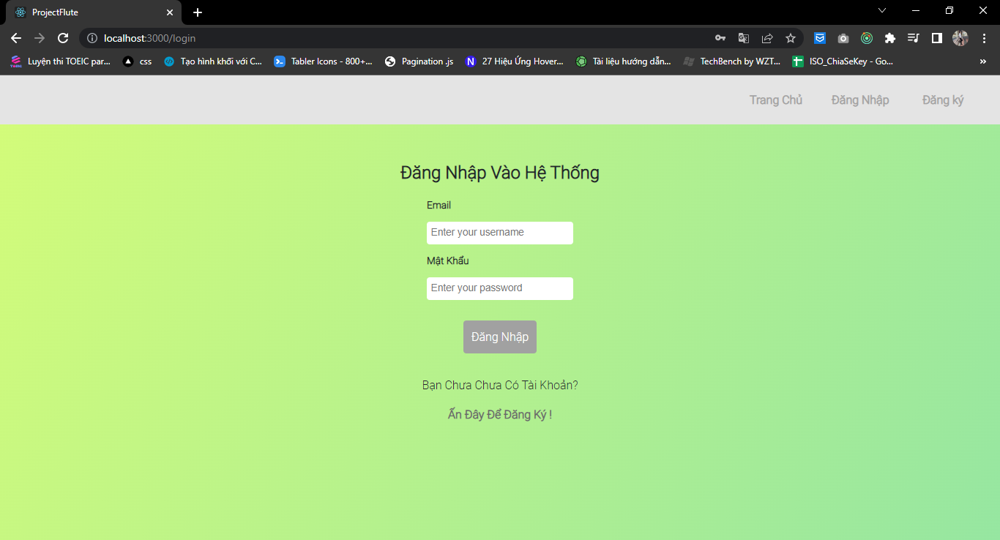 ProjectFlute
localhost:3000/login
Luyện thi TOEIC par... css Tạo hình khối với C... Tabler Icons - 800+... Pagination .js 27 Hiệu Ứng Hover... Tài liệu hướng dẫn... TechBench by WZT... ISO_ChiaSeKey - Go... »
Trang Chủ Đăng Nhập Đăng ký
Đăng Nhập Vào Hệ Thống
Email
Enter your username
Mật Khẩu
Enter your password
Đăng Nhập
Bạn Chưa Chưa Có Tài Khoản?
Ấn Đây Để Đăng Ký !